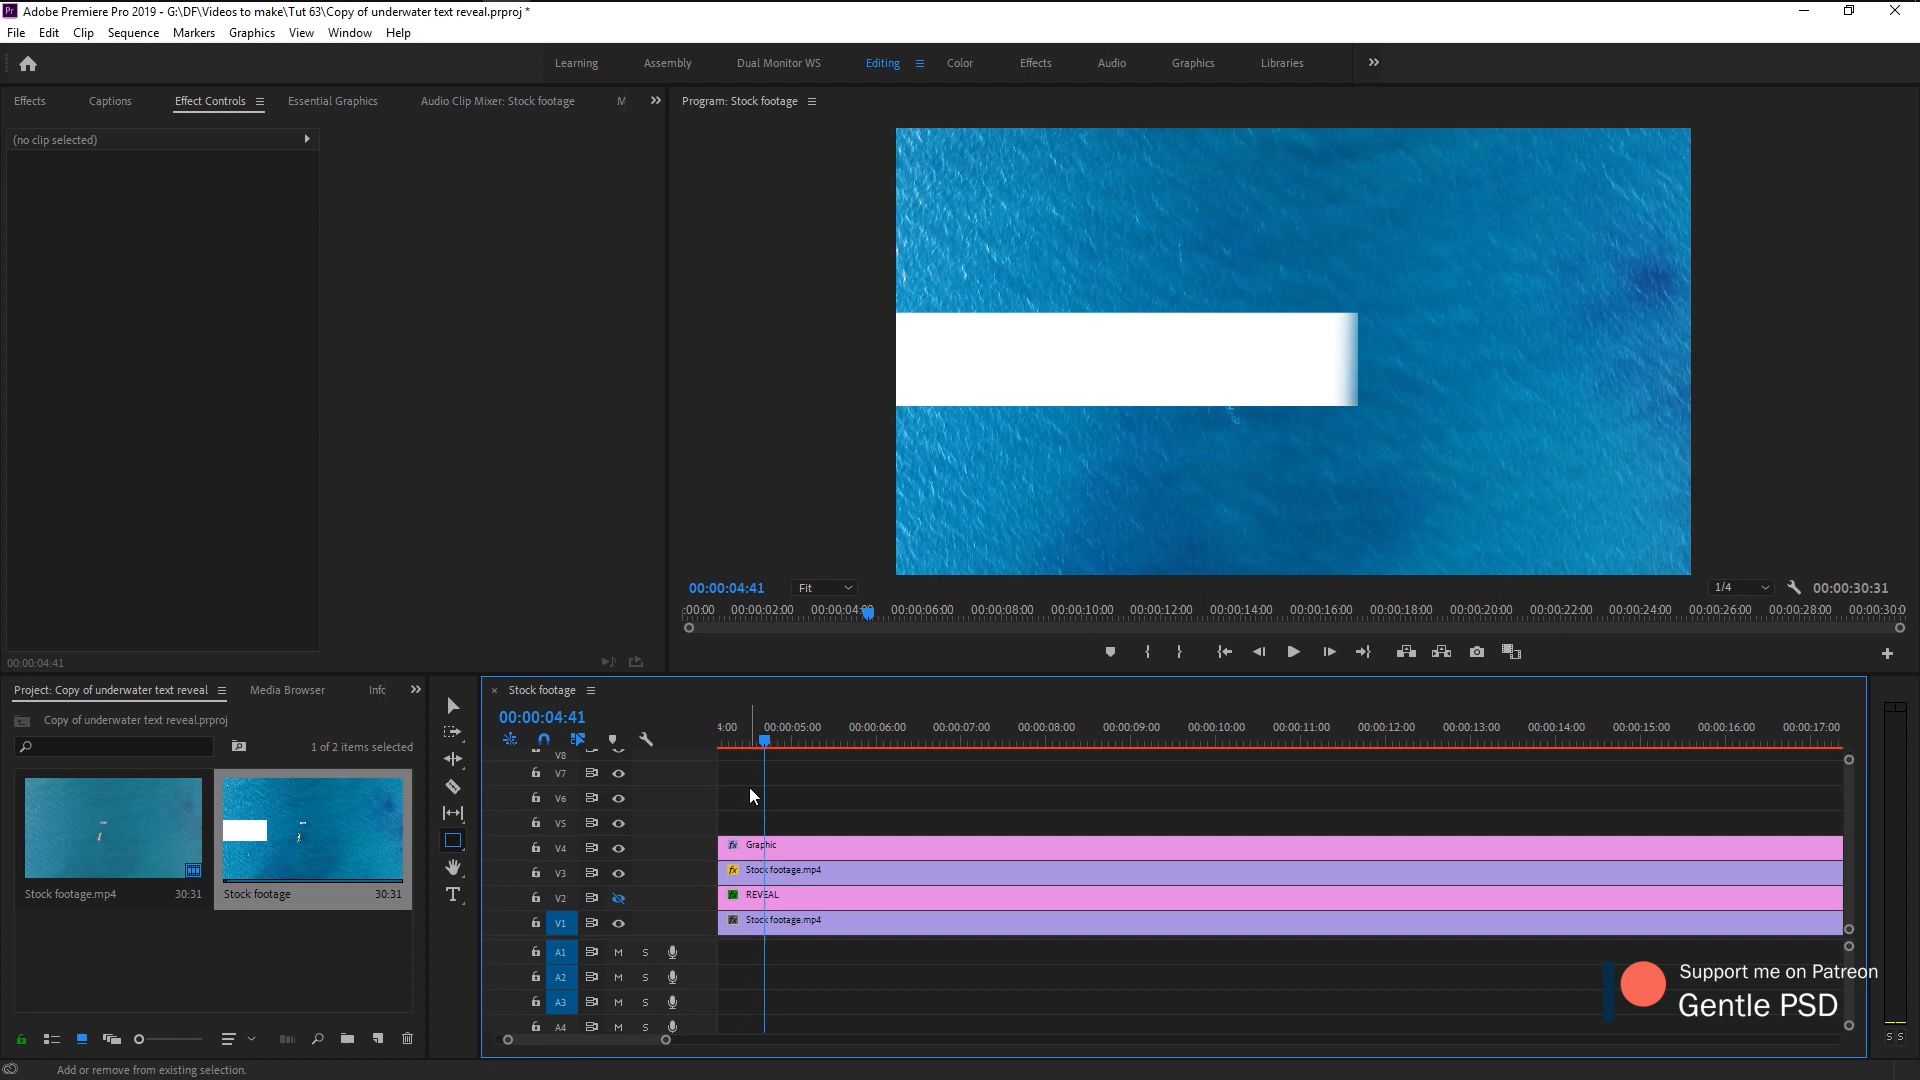 Pr Adobe Premiere Pro 2019 - G:\DF\Videos to make\Tut 63\Copy of underwater text reveal.prproj *
File Edit Clip Sequence Markers Graphics View Window Help
Learning Assembly Dual Monitor WS Editing Color Effects Audio Graphics Libraries
Effects Captions Effect Controls Essential Graphics Audio Clip Mixer: Stock footage M
Program: Stock footage
(no clip selected)
00:00:04:41 Fit 1/4 00:00:30:31
:00:00 00:00:02:00 00:00:04:00 00:00:06:00 00:00:08:00 00:00:10:00 00:00:12:00 00:00:14:00 00:00:16:00 00:00:18:00 00:00:20:00 00:00:22:00 00:00:24:00 00:00:26:00 00:00:28:00 00:00:30:0
00:00:04:41
Project: Copy of underwater text reveal Media Browser Info
Copy of underwater text reveal.prproj
1 of 2 items selected
Stock footage.mp4 30:31
Stock footage 30:31
Stock footage
00:00:04:41
4:00 00:00:05:00 00:00:06:00 00:00:07:00 00:00:08:00 00:00:09:00 00:00:10:00 00:00:11:00 00:00:12:00 00:00:13:00 00:00:14:00 00:00:15:00 00:00:16:00 00:00:17:00
V8
V7
V6
V5
V4 fx Graphic
V3 fx Stock footage.mp4
V2 fx REVEAL
V1 fx Stock footage.mp4
A1 M S
A2 M S
A3 M S
A4 M S
Support me on Patreon
Gentle PSD
S S
Add or remove from existing selection.